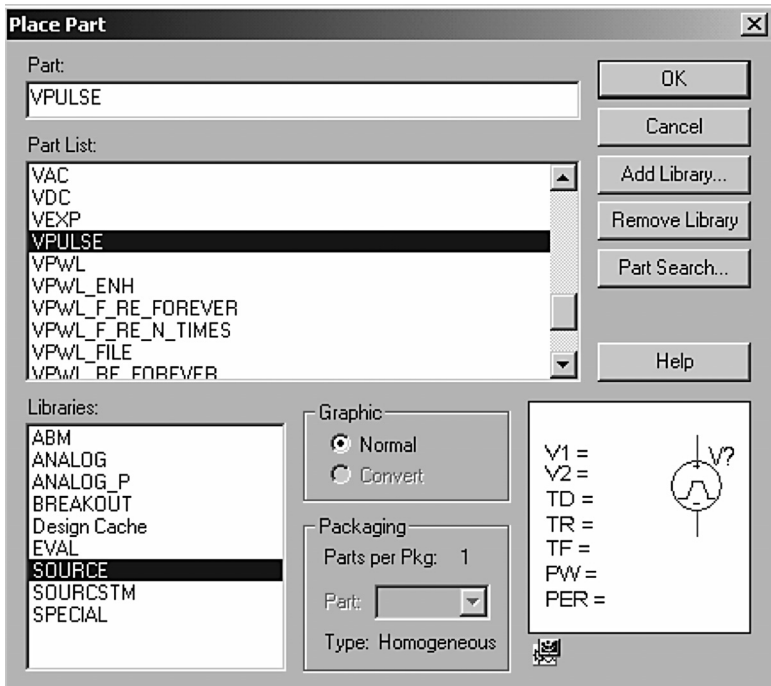 Place Part
Part:
VPULSE
Part List:
VAC
VDC
VEXP
VPULSE
VPWL
VPWL_ENH
VPWL_F_RE_FOREVER
VPWL_F_RE_N_TIMES
VPWL_FILE
VPWL_RE_FOREVER
OK
Cancel
Add Library...
Remove Library
Part Search...
Help
Libraries:
ABM
ANALOG
ANALOG_P
BREAKOUT
Design Cache
EVAL
SOURCE
SOURCSTM
SPECIAL
Graphic
Normal
Convert
Packaging
Parts per Pkg: 1
Part:
Type: Homogeneous
V?
V1 =
V2 =
TD =
TR =
TF =
PW =
PER =